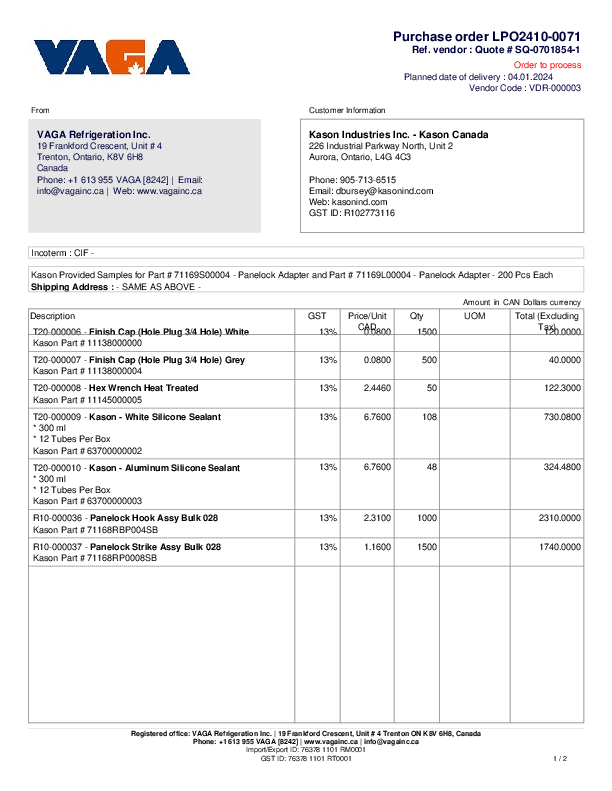 VAGA
Purchase order LPO2410-0071
Ref. vendor : Quote # SQ-0701854-1
Order to process
Planned date of delivery : 04.01.2024
Vendor Code : VDR-000003
From
Customer Information
VAGA Refrigeration Inc.
19 Frankford Crescent, Unit # 4
Trenton, Ontario, K8V 6H8
Canada
Phone: +1 613 955 VAGA [8242] | Email:
info@vagainc.ca | Web: www.vagainc.ca
Kason Industries Inc. - Kason Canada
226 Industrial Parkway North, Unit 2
Aurora, Ontario, L4G 4C3
Phone: 905-713-6515
Email: dbursey@kasonind.com
Web: kasonind.com
GST ID: R102773116
Incoterm : CIF -
Kason Provided Samples for Part # 71169S00004 - Panelock Adapter and Part # 71169L00004 - Panelock Adapter - 200 Pcs Each
Shipping Address : - SAME AS ABOVE -
Amount in CAN Dollars currency
Description GST Price/Unit CAD Qty UOM Total (Excluding Tax)
T20-000006 - Finish Cap (Hole Plug 3/4 Hole) White 13% 0.0800 1500 120.0000
Kason Part # 11138000000
T20-000007 - Finish Cap (Hole Plug 3/4 Hole) Grey 13% 0.0800 500 40.0000
Kason Part # 11138000004
T20-000008 - Hex Wrench Heat Treated 13% 2.4460 50 122.3000
Kason Part # 11145000005
T20-000009 - Kason - White Silicone Sealant 13% 6.7600 108 730.0800
* 300 ml
* 12 Tubes Per Box
Kason Part # 63700000002
T20-000010 - Kason - Aluminum Silicone Sealant 13% 6.7600 48 324.4800
* 300 ml
* 12 Tubes Per Box
Kason Part # 63700000003
R10-000036 - Panelock Hook Assy Bulk 028 13% 2.3100 1000 2310.0000
Kason Part # 71168RBP004SB
R10-000037 - Panelock Strike Assy Bulk 028 13% 1.1600 1500 1740.0000
Kason Part # 71168RP0008SB
Registered office: VAGA Refrigeration Inc. | 19 Frankford Crescent, Unit # 4 Trenton ON K8V 6H8, Canada
Phone: +1 613 955 VAGA [8242] | www.vagainc.ca | info@vagainc.ca
Import/Export ID: 76378 1101 RM0001
GST ID: 76378 1101 RT0001
1 / 2